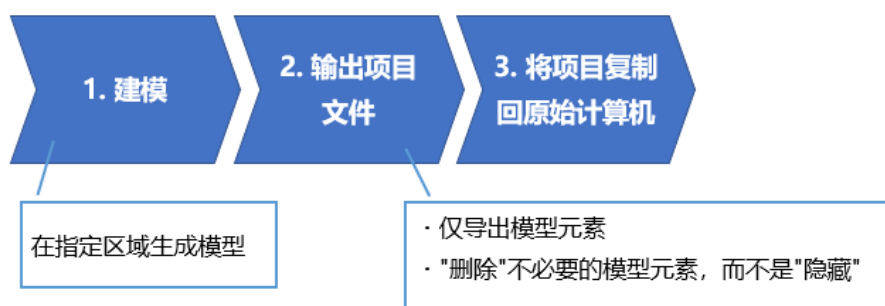 1. 建模
2. 输出项目
文件
3. 将项目复制
回原始计算机
在指定区域生成模型
· 仅导出模型元素
· "删除"不必要的模型元素，而不是"隐藏"